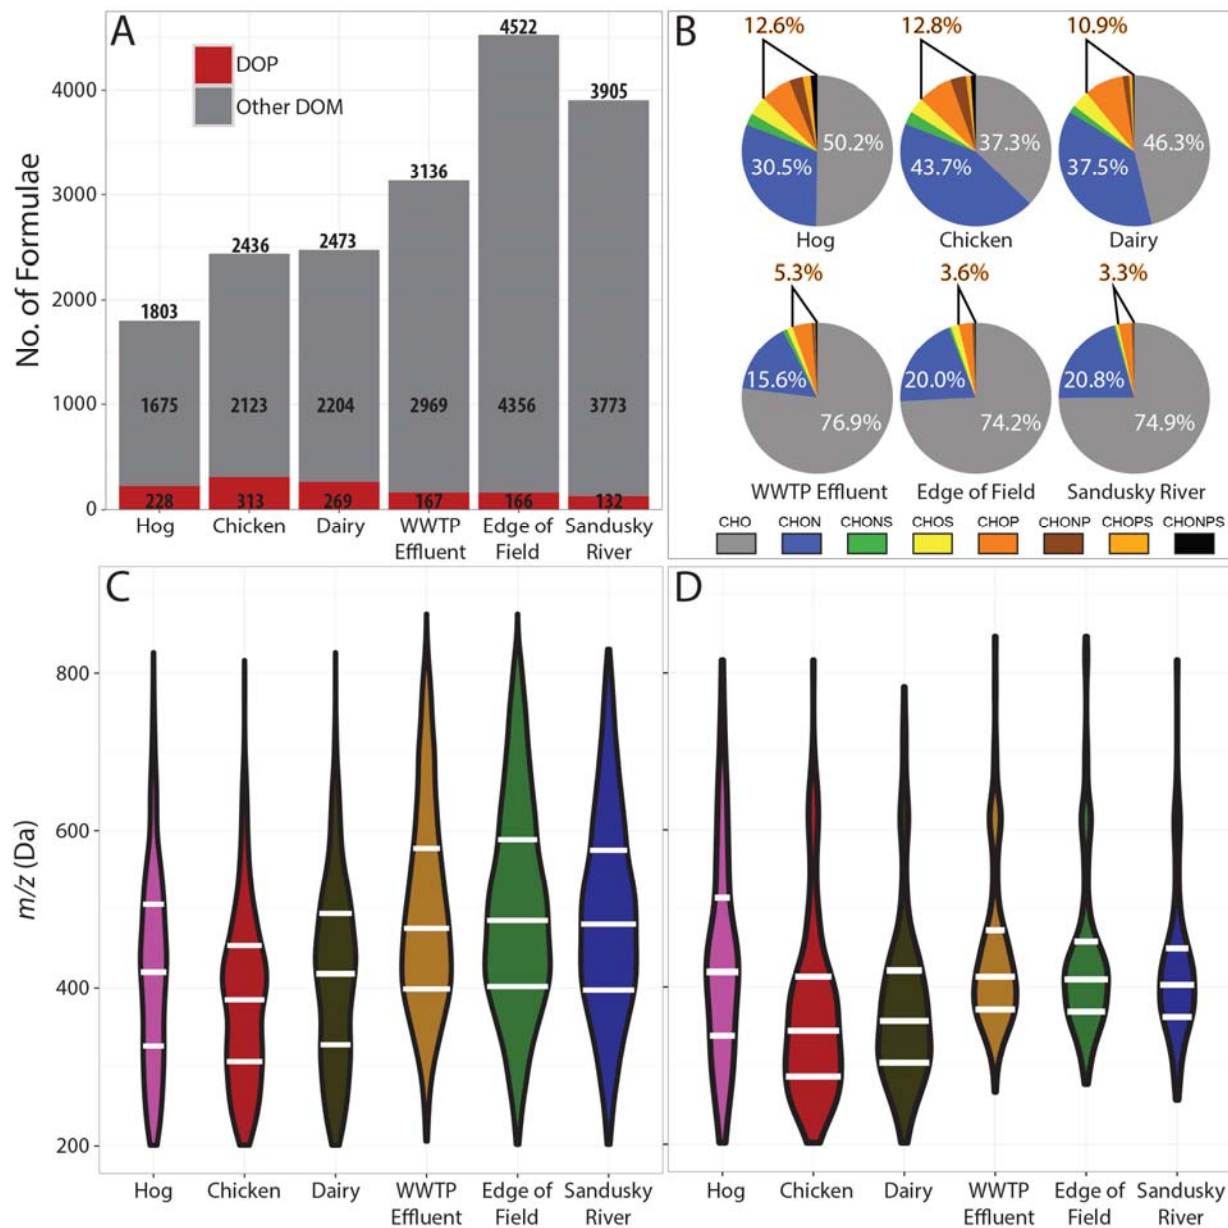 A
DOP
Other DOM
No. of Formulae
4000
3000
2000
1000
0
1803
1675
228
2436
2123
313
2473
2204
269
3136
2969
167
4522
4356
166
3905
3773
132
Hog
Chicken
Dairy
WWTP
Effluent
Edge of
Field
Sandusky
River
B
12.6%
50.2%
30.5%
Hog
12.8%
37.3%
43.7%
Chicken
10.9%
46.3%
37.5%
Dairy
5.3%
15.6%
76.9%
WWTP Effluent
3.6%
20.0%
74.2%
Edge of Field
3.3%
20.8%
74.9%
Sandusky River
CHO
CHON
CHONS
CHOS
CHOP
CHONP
CHOPS
CHONPS
C
m/z (Da)
800
600
400
200
Hog
Chicken
Dairy
WWTP
Effluent
Edge of
Field
Sandusky
River
D
Hog
Chicken
Dairy
WWTP
Effluent
Edge of
Field
Sandusky
River